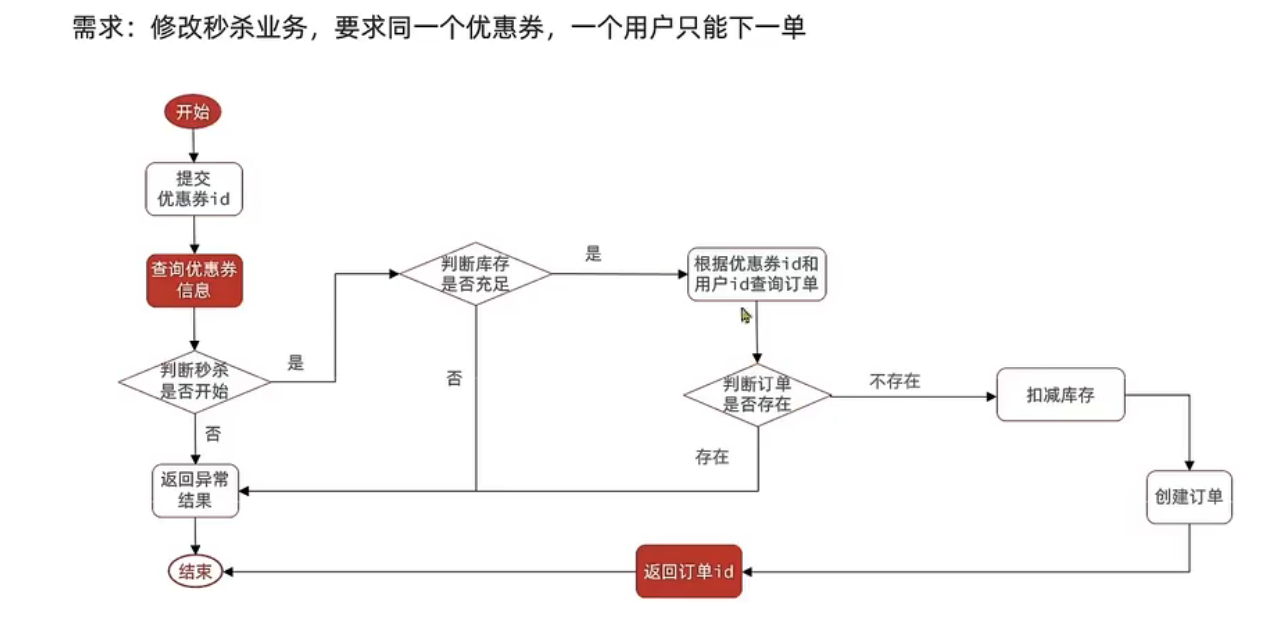 需求：修改秒杀业务，要求同一个优惠券，一个用户只能下一单
开始
提交
优惠券id
查询优惠券
信息
判断秒杀
是否开始
是
否
返回异常
结果
结束
判断库存
是否充足
是
否
根据优惠券id和
用户id查询订单
判断订单
是否存在
不存在
存在
扣减库存
创建订单
返回订单id